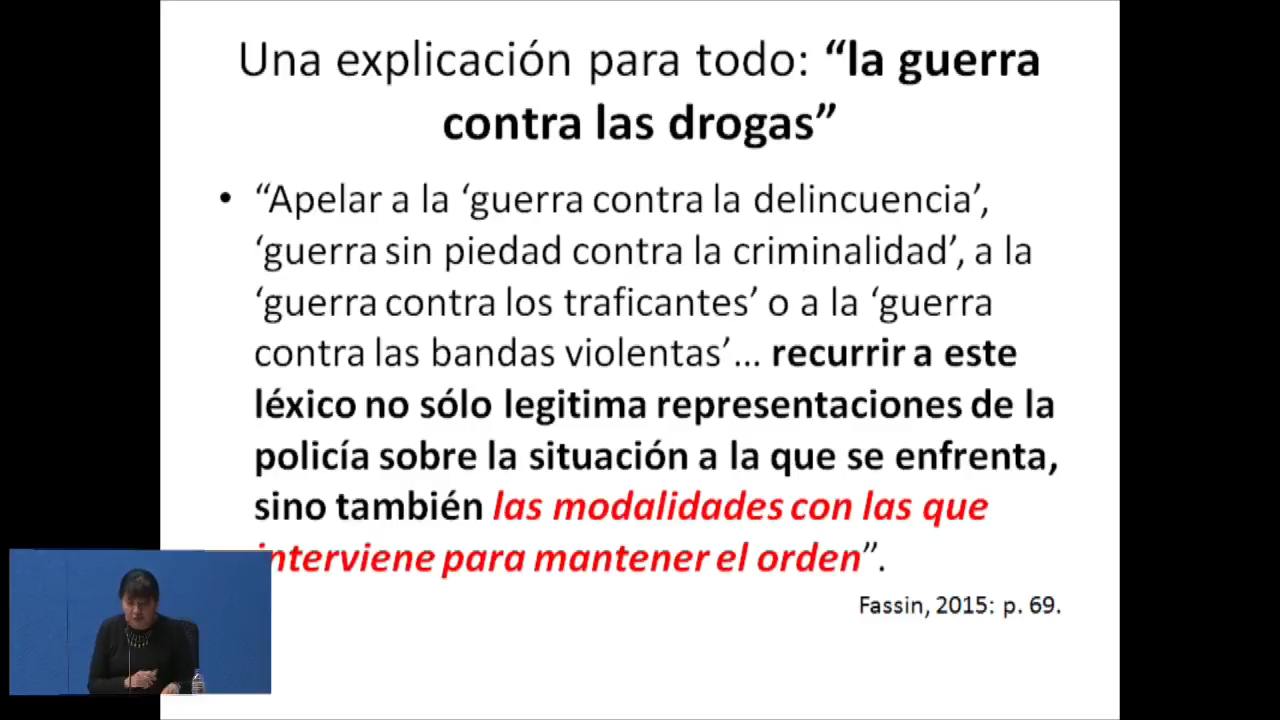 Una explicación para todo: “la guerra
contra las drogas”
• “Apelar a la ‘guerra contra la delincuencia’,
‘guerra sin piedad contra la criminalidad’, a la
‘guerra contra los traficantes’ o a la ‘guerra
contra las bandas violentas’... recurrir a este
léxico no sólo legitima representaciones de la
policía sobre la situación a la que se enfrenta,
sino también las modalidades con las que
interviene para mantener el orden”.
Fassin, 2015: p. 69.